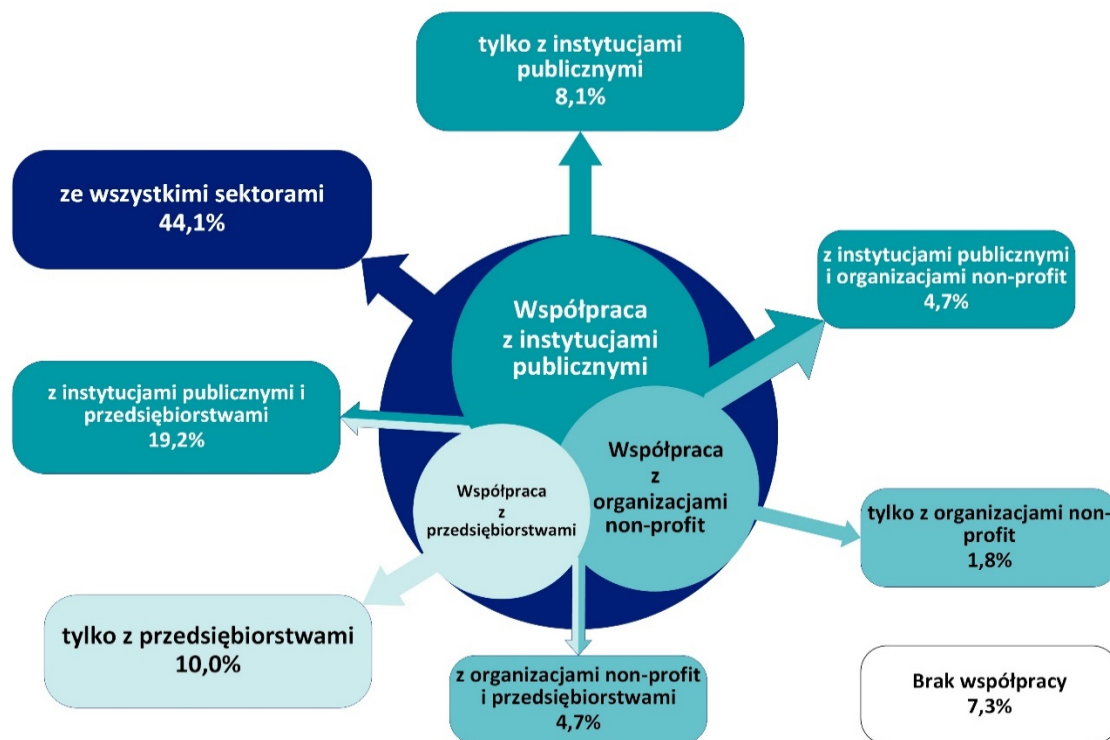 tylko z instytucjami
publicznymi
8,1%
ze wszystkimi sektorami
44,1%
z instytucjami publicznymi
i organizacjami non-profit
4,7%
Współpraca
z instytucjami
publicznymi
z instytucjami publicznymi i
przedsiębiorstwami
19,2%
Współpraca
z
organizacjami
non-profit
Współpraca
z
przedsiębiorstwami
tylko z organizacjami non-
profit
1,8%
tylko z przedsiębiorstwami
10,0%
z organizacjami non-profit
i przedsiębiorstwami
4,7%
Brak współpracy
7,3%